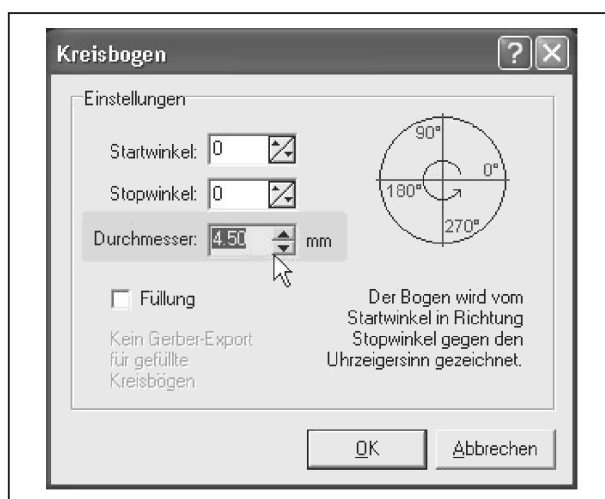 Kreisbogen
Einstellungen
Startwinkel: 0
Stopwinkel: 0
Durchmesser: 4.50 mm
Füllung
Kein Gerber-Export
für gefüllte
Kreisbögen
90°
0°
180°
270°
Der Bogen wird vom
Startwinkel in Richtung
Stopwinkel gegen den
Uhrzeigersinn gezeichnet.
OK
Abbrechen